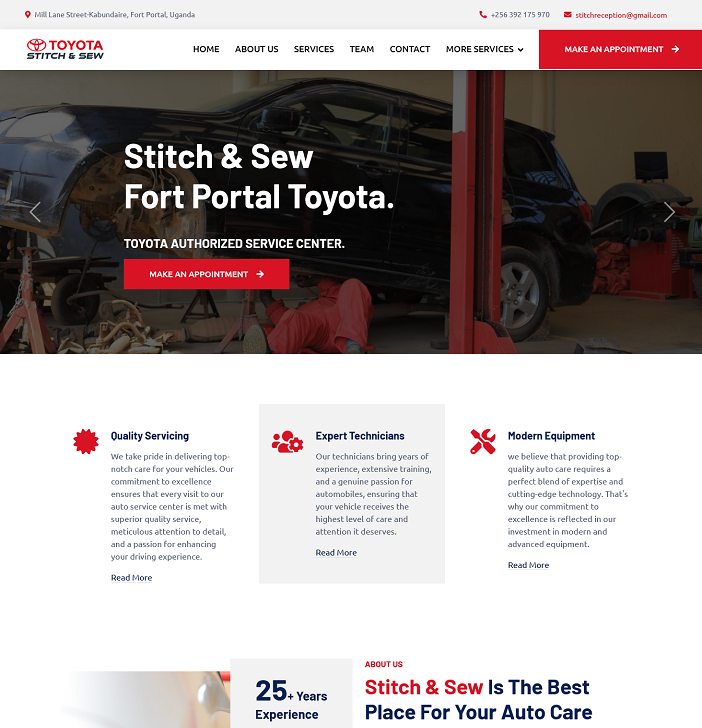 Mill Lane Street-Kabundaire, Fort Portal, Uganda
+256 392 175 970
stitchreception@gmail.com
TOYOTA
STITCH & SEW
HOME
ABOUT US
SERVICES
TEAM
CONTACT
MORE SERVICES
MAKE AN APPOINTMENT
Stitch & Sew
Fort Portal Toyota.
TOYOTA AUTHORIZED SERVICE CENTER.
MAKE AN APPOINTMENT
Quality Servicing
We take pride in delivering top-
notch care for your vehicles. Our
commitment to excellence
ensures that every visit to our
auto service center is met with
superior quality service,
meticulous attention to detail,
and a passion for enhancing
your driving experience.
Read More
Expert Technicians
Our technicians bring years of
experience, extensive training,
and a genuine passion for
automobiles, ensuring that
your vehicle receives the
highest level of care and
attention it deserves.
Read More
Modern Equipment
we believe that providing top-
quality auto care requires a
perfect blend of expertise and
cutting-edge technology. That's
why our commitment to
excellence is reflected in our
investment in modern and
advanced equipment.
Read More
25+ Years
Experience
ABOUT US
Stitch & Sew Is The Best
Place For Your Auto Care